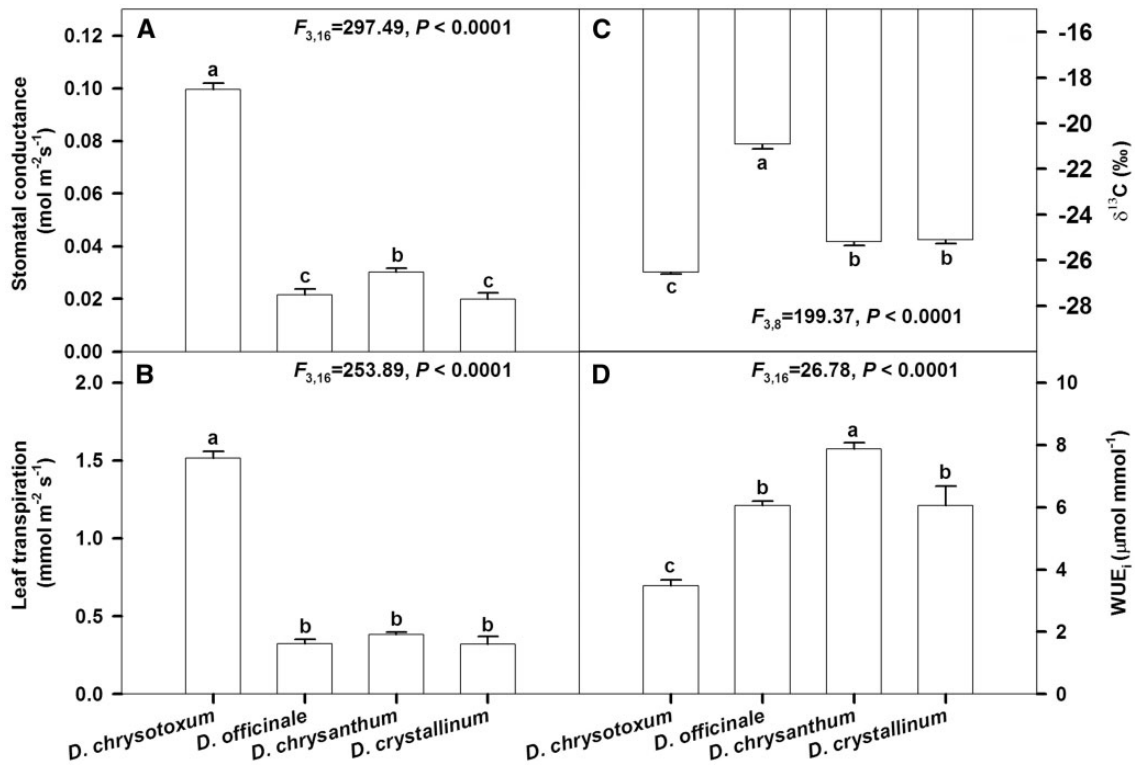 A
F3,16=297.49, P < 0.0001
Stomatal conductance
(mol m⁻²s⁻¹)
0.12
0.10
0.08
0.06
0.04
0.02
0.00
a
c
b
c
C
-16
-18
-20
-22
-24
-26
-28
δ¹³C (‰)
c
a
b
b
F3,8=199.37, P < 0.0001
B
F3,16=253.89, P < 0.0001
Leaf transpiration
(mmol m⁻² s⁻¹)
2.0
1.5
1.0
0.5
0.0
a
b
b
b
D. chrysotoxum
D. officinale
D. chrysanthum
D. crystallinum
D
F3,16=26.78, P < 0.0001
10
8
6
4
2
0
WUEi (μmol mmol⁻¹)
c
b
a
b
D. chrysotoxum
D. officinale
D. chrysanthum
D. crystallinum